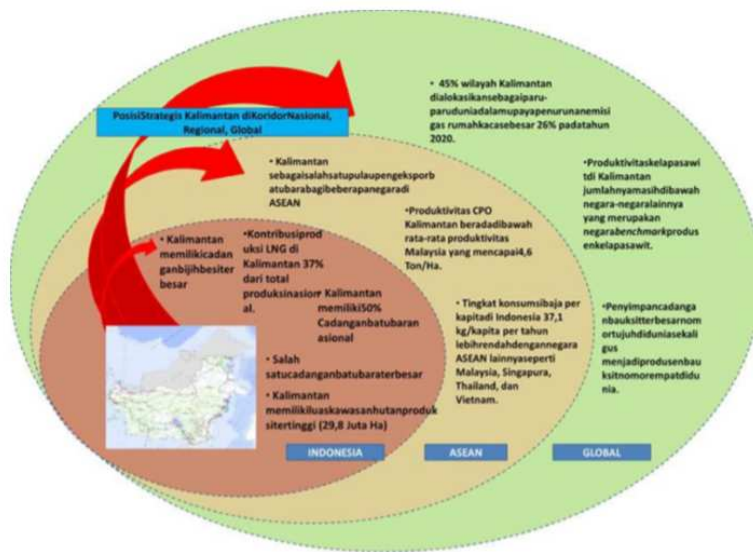 PosisiStrategis Kalimantan diKoridorNasional,
Regional, Global
• 45% wilayah Kalimantan
dialokasikansebagaiparu-
paruduniadalamupayapenurunanemisi
gas rumahkacasebesar 26% padatahun
2020.
•Produktivitaskelapasawi
tdi Kalimantan
jumlahnyamasihdibawah
negara-negaralainnya
yang merupakan
negarabenchmarkprodus
enkelapasawit.
•Penyimpancadanga
nbauksitterbesarnom
ortujuhdiduniasekali
gus
menjadiprodusenbau
ksitnomorempatdidu
nia.
• Kalimantan
sebagaisalahsatupulaupengeksporb
atubarabagibeberapanegaradi
ASEAN
•Produktivitas CPO
Kalimantan beradadibawah
rata-rata produktivitas
Malaysia yang mencapai4,6
Ton/Ha.
• Tingkat konsumsibaja per
kapitadi Indonesia 37,1
kg/kapita per tahun
lebihrendahdengannegara
ASEAN lainnyaseperti
Malaysia, Singapura,
Thailand, dan
Vietnam.
• Kalimantan
memilikicadan
ganbijihbesiter
besar
•Kontribusiprod
uksi LNG di
Kalimantan 37%
dari total
produksinasion
al.
• Kalimantan
memiliki50%
Cadanganbatubaran
asional
• Salah
satucadanganbatubaraterbesar
• Kalimantan
memilikiluaskawasanhutanproduk
sitertinggi (29,8 Juta Ha)
INDONESIA
ASEAN
GLOBAL